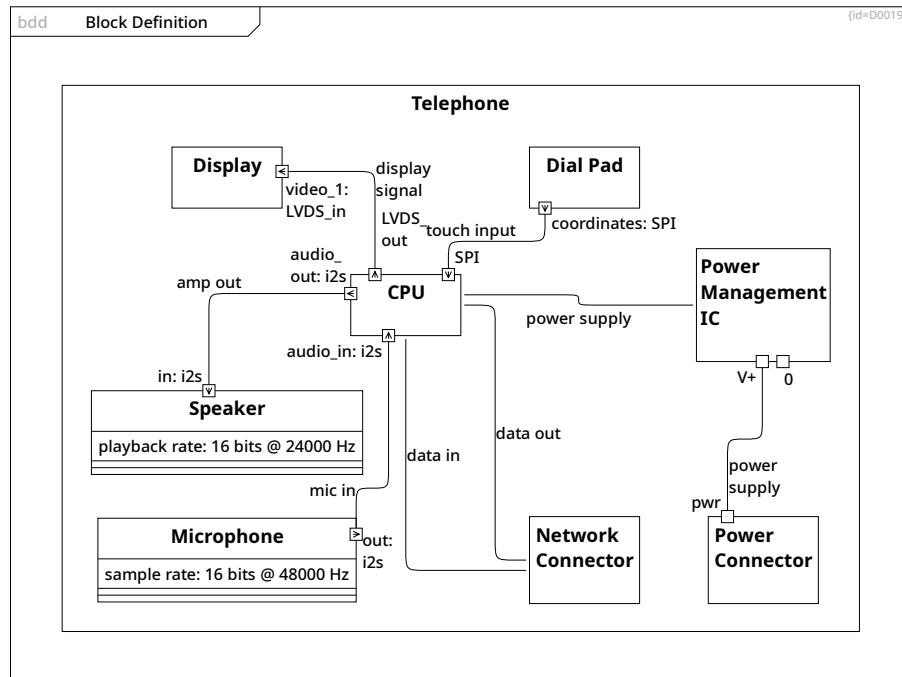 bdd
Block Definition
{id=D0019
Telephone
Display
Dial Pad
display
signal
video_1:
LVDS_in
LVDS_
out
touch input
coordinates: SPI
SPI
audio_
out: i2s
amp out
CPU
Power
Management
IC
power supply
audio_in: i2s
in: i2s
V+
0
Speaker
playback rate: 16 bits @ 24000 Hz
data in
data out
power
supply
mic in
pwr
Microphone
out:
i2s
sample rate: 16 bits @ 48000 Hz
Network
Connector
Power
Connector